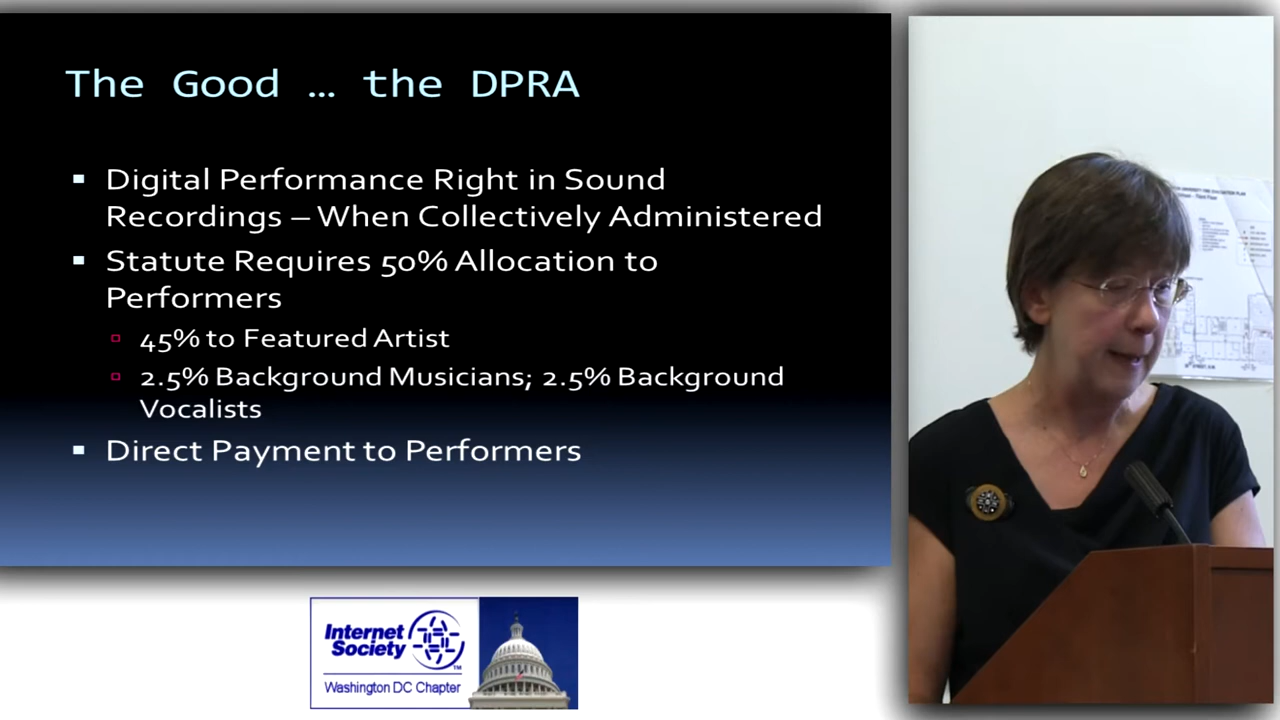 The Good … the DPRA
▪ Digital Performance Right in Sound
Recordings – When Collectively Administered
▪ Statute Requires 50% Allocation to
Performers
▫ 45% to Featured Artist
▫ 2.5% Background Musicians; 2.5% Background
Vocalists
▪ Direct Payment to Performers
Internet
Society
TM
Washington DC Chapter